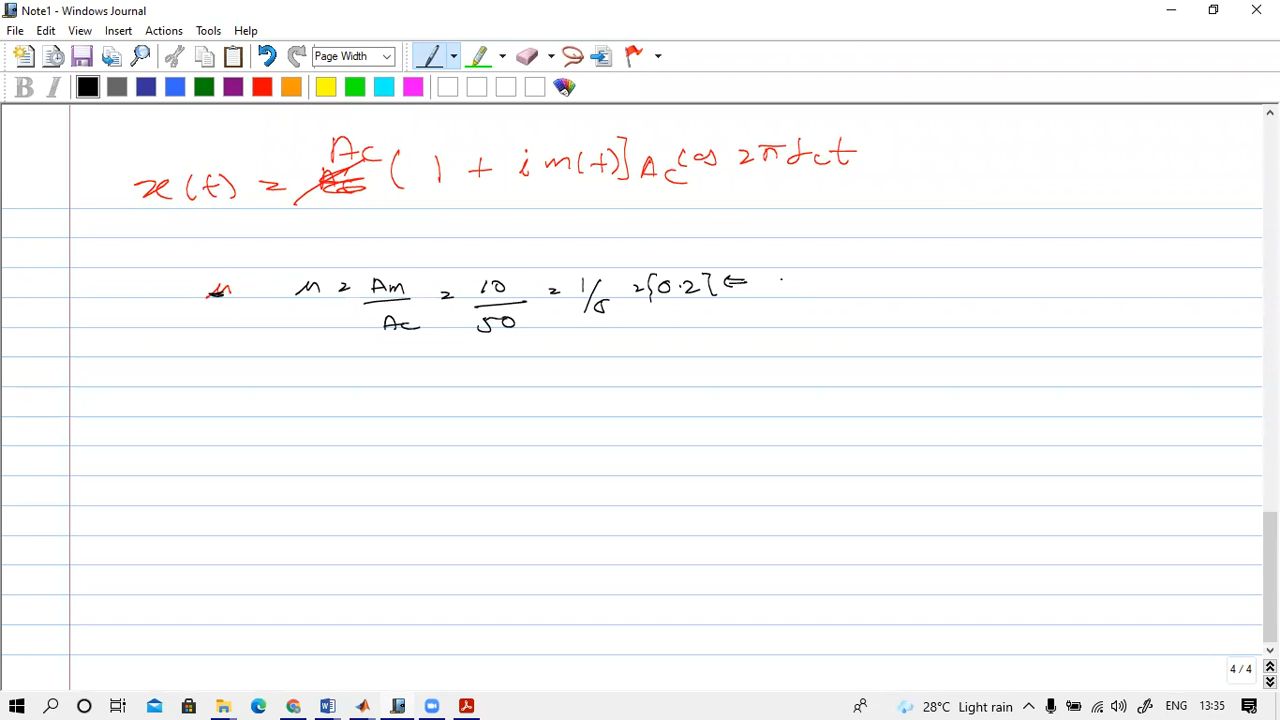 Note1 - Windows Journal
File Edit View Insert Actions Tools Help
Page Width
B I
Ac
x(t) = (1 + i m(t)] Ac cos 2πfct
μ μ = Am/Ac = 10/50 = 1/5 = {0.2} ⇐
4 / 4
28°C Light rain ENG 13:35